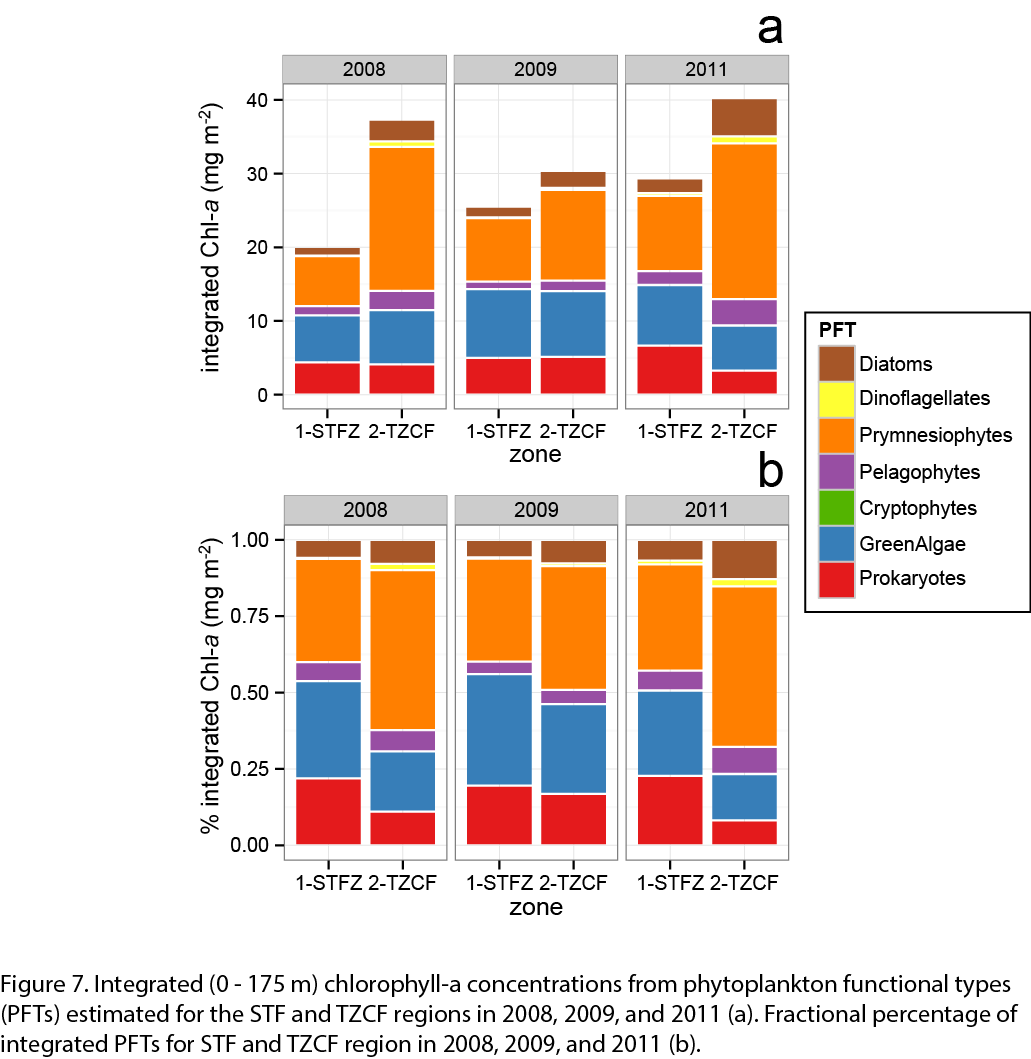 a
2008 2009 2011
integrated Chl-a (mg m-2)
40
30
20
10
0
1-STFZ 2-TZCF 1-STFZ 2-TZCF 1-STFZ 2-TZCF
zone
PFT
Diatoms
Dinoflagellates
Prymnesiophytes
Pelagophytes
Cryptophytes
GreenAlgae
Prokaryotes
b
2008 2009 2011
% integrated Chl-a (mg m-2)
1.00
0.75
0.50
0.25
0.00
1-STFZ 2-TZCF 1-STFZ 2-TZCF 1-STFZ 2-TZCF
zone
Figure 7. Integrated (0 - 175 m) chlorophyll-a concentrations from phytoplankton functional types
(PFTs) estimated for the STF and TZCF regions in 2008, 2009, and 2011 (a). Fractional percentage of
integrated PFTs for STF and TZCF region in 2008, 2009, and 2011 (b).